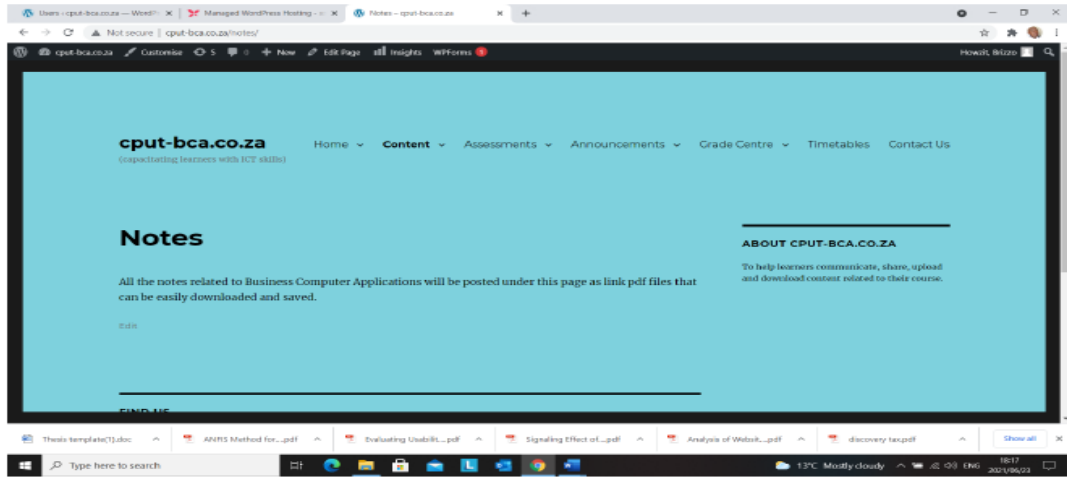 Users - cput-bca.co.za — Word
Managed WordPress Hosting -
Notes – cput-bca.co.za
Not secure | cput-bca.co.za/notes/
cput-bca.co.za Customise 5 0 New Edit Page Insights WPForms
Howzit, Brizzo
cput-bca.co.za
(capacitating learners with ICT skills)
Home Content Assessments Announcements Grade Centre Timetables Contact Us
Notes
All the notes related to Business Computer Applications will be posted under this page as link pdf files that
can be easily downloaded and saved.
Edit
ABOUT CPUT-BCA.CO.ZA
To help learners communicate, share, upload
and download content related to their course.
FIND US
Thesis template(1).doc
ANFIS Method for....pdf
Evaluating Usabilit....pdf
Signaling Effect of....pdf
Analysis of Websit....pdf
discovery tax.pdf
Show all
Type here to search
13°C Mostly cloudy
ENG
18:17
2021/06/23